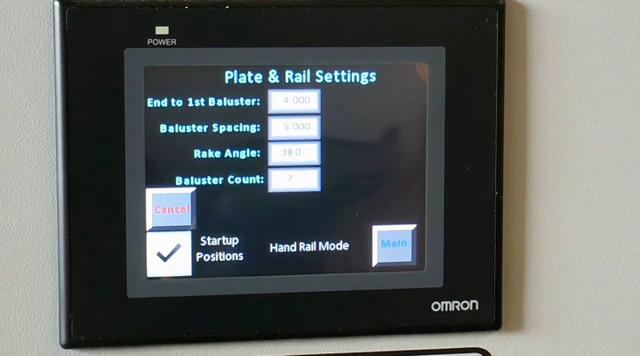 POWER
Plate & Rail Settings
End to 1st Baluster: 4.000
Baluster Spacing: 5.000
Rake Angle: 38.0
Baluster Count: 7
Cancel
Startup
Positions
Hand Rail Mode
Main
OMRON